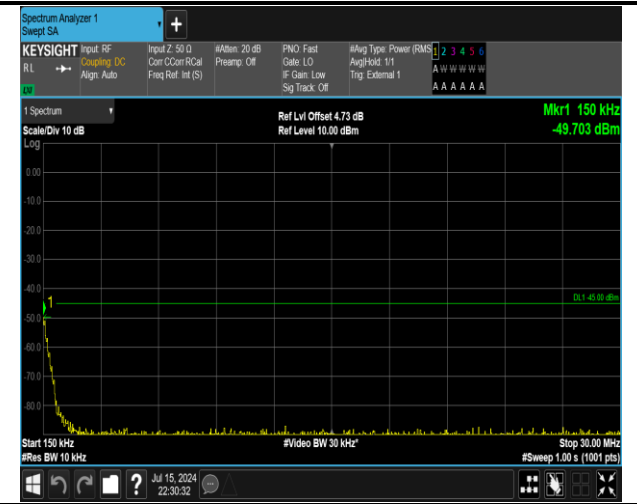 Spectrum Analyzer 1
Swept SA
+
KEYSIGHT Input: RF
RL
Coupling: DC
Align: Auto
LXI
Input Z: 50 Ω
Corr CCorr RCal
Freq Ref: Int (S)
#Atten: 20 dB
Preamp: Off
PNO: Fast
Gate: LO
IF Gain: Low
Sig Track: Off
#Avg Type: Power (RMS
Avg|Hold: 1/1
Trig: External 1
1 2 3 4 5 6
A W W W W W
A A A A A A
1 Spectrum
Scale/Div 10 dB
Log
Ref Lvl Offset 4.73 dB
Ref Level 10.00 dBm
Mkr1 150 kHz
-49.703 dBm
0.00
-10.0
-20.0
-30.0
-40.0
1
DL1 -45.00 dBm
-50.0
-60.0
-70.0
-80.0
Start 150 kHz
#Res BW 10 kHz
#Video BW 30 kHz*
Stop 30.00 MHz
#Sweep 1.00 s (1001 pts)
?
Jul 15, 2024
22:30:32